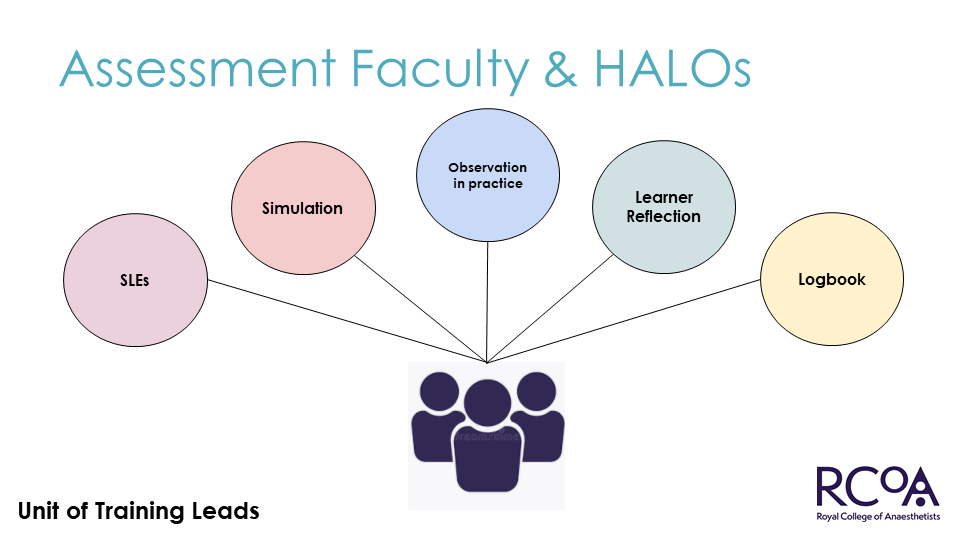 Assessment Faculty & HALOs
SLEs
Simulation
Observation
in practice
Learner
Reflection
Logbook
Unit of Training Leads
RCoA
Royal College of Anaesthetists